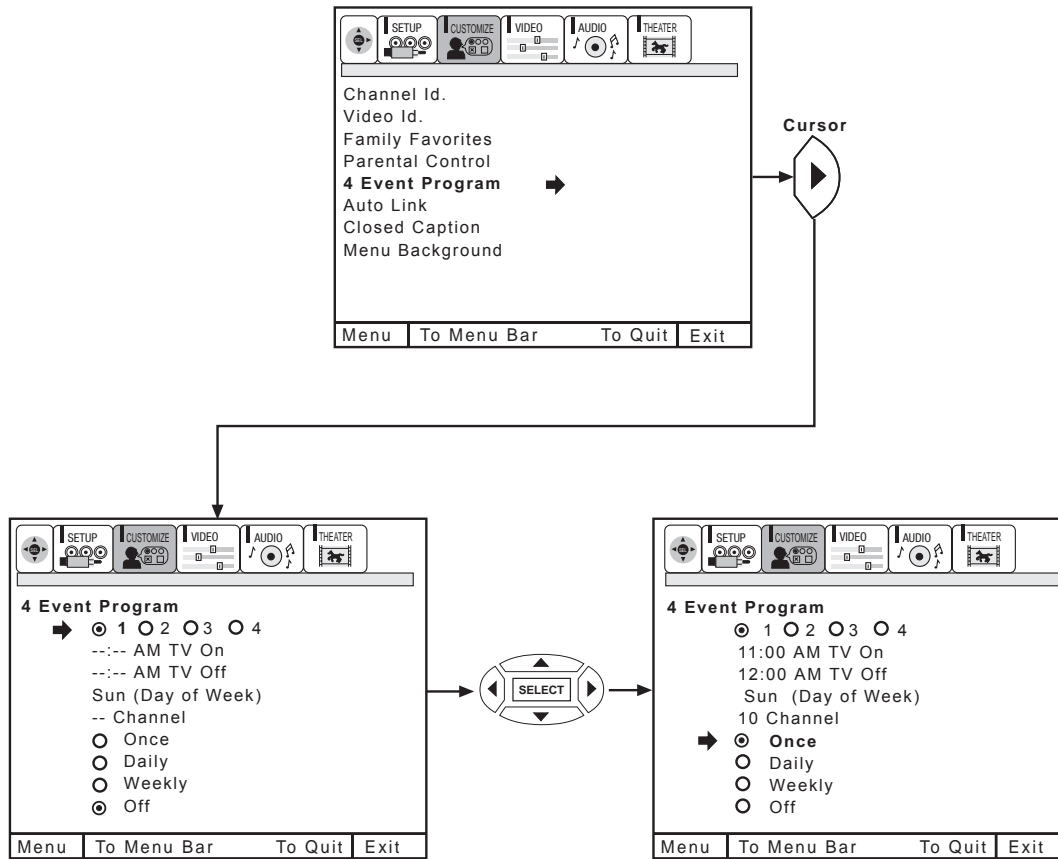 SEL SETUP CUSTOMIZE VIDEO AUDIO THEATER
Channel Id.
Video Id.
Family Favorites
Parental Control
4 Event Program
Auto Link
Closed Caption
Menu Background
Menu To Menu Bar To Quit Exit
Cursor
SEL SETUP CUSTOMIZE VIDEO AUDIO THEATER
4 Event Program
1 2 3 4
--:-- AM TV On
--:-- AM TV Off
Sun (Day of Week)
-- Channel
Once
Daily
Weekly
Off
Menu To Menu Bar To Quit Exit
SELECT
SEL SETUP CUSTOMIZE VIDEO AUDIO THEATER
4 Event Program
1 2 3 4
11:00 AM TV On
12:00 AM TV Off
Sun (Day of Week)
10 Channel
Once
Daily
Weekly
Off
Menu To Menu Bar To Quit Exit